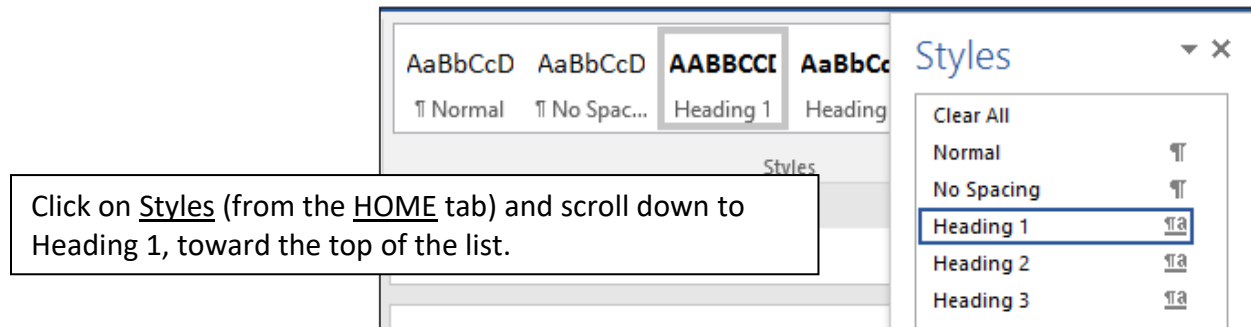 AaBbCcD AaBbCcD AABBCCI AaBbCc
¶ Normal ¶ No Spac... Heading 1 Heading
Styles
Click on Styles (from the HOME tab) and scroll down to
Heading 1, toward the top of the list.
Styles
Clear All
Normal ¶
No Spacing ¶
Heading 1 ¶a
Heading 2 ¶a
Heading 3 ¶a